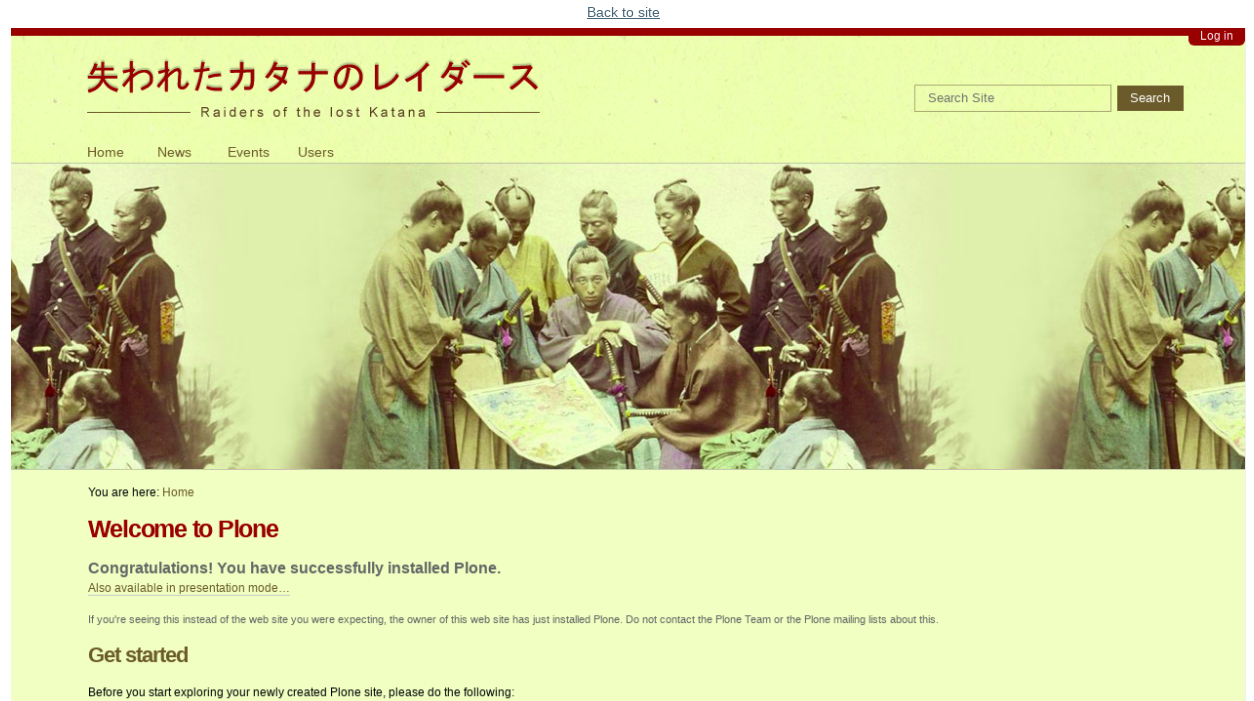 Back to site
Log in
失われたカタナのレイダース
Raiders of the lost Katana
Search Site
Search
Home News Events Users
You are here: Home
Welcome to Plone
Congratulations! You have successfully installed Plone.
Also available in presentation mode…
If you're seeing this instead of the web site you were expecting, the owner of this web site has just installed Plone. Do not contact the Plone Team or the Plone mailing lists about this.
Get started
Before you start exploring your newly created Plone site, please do the following: